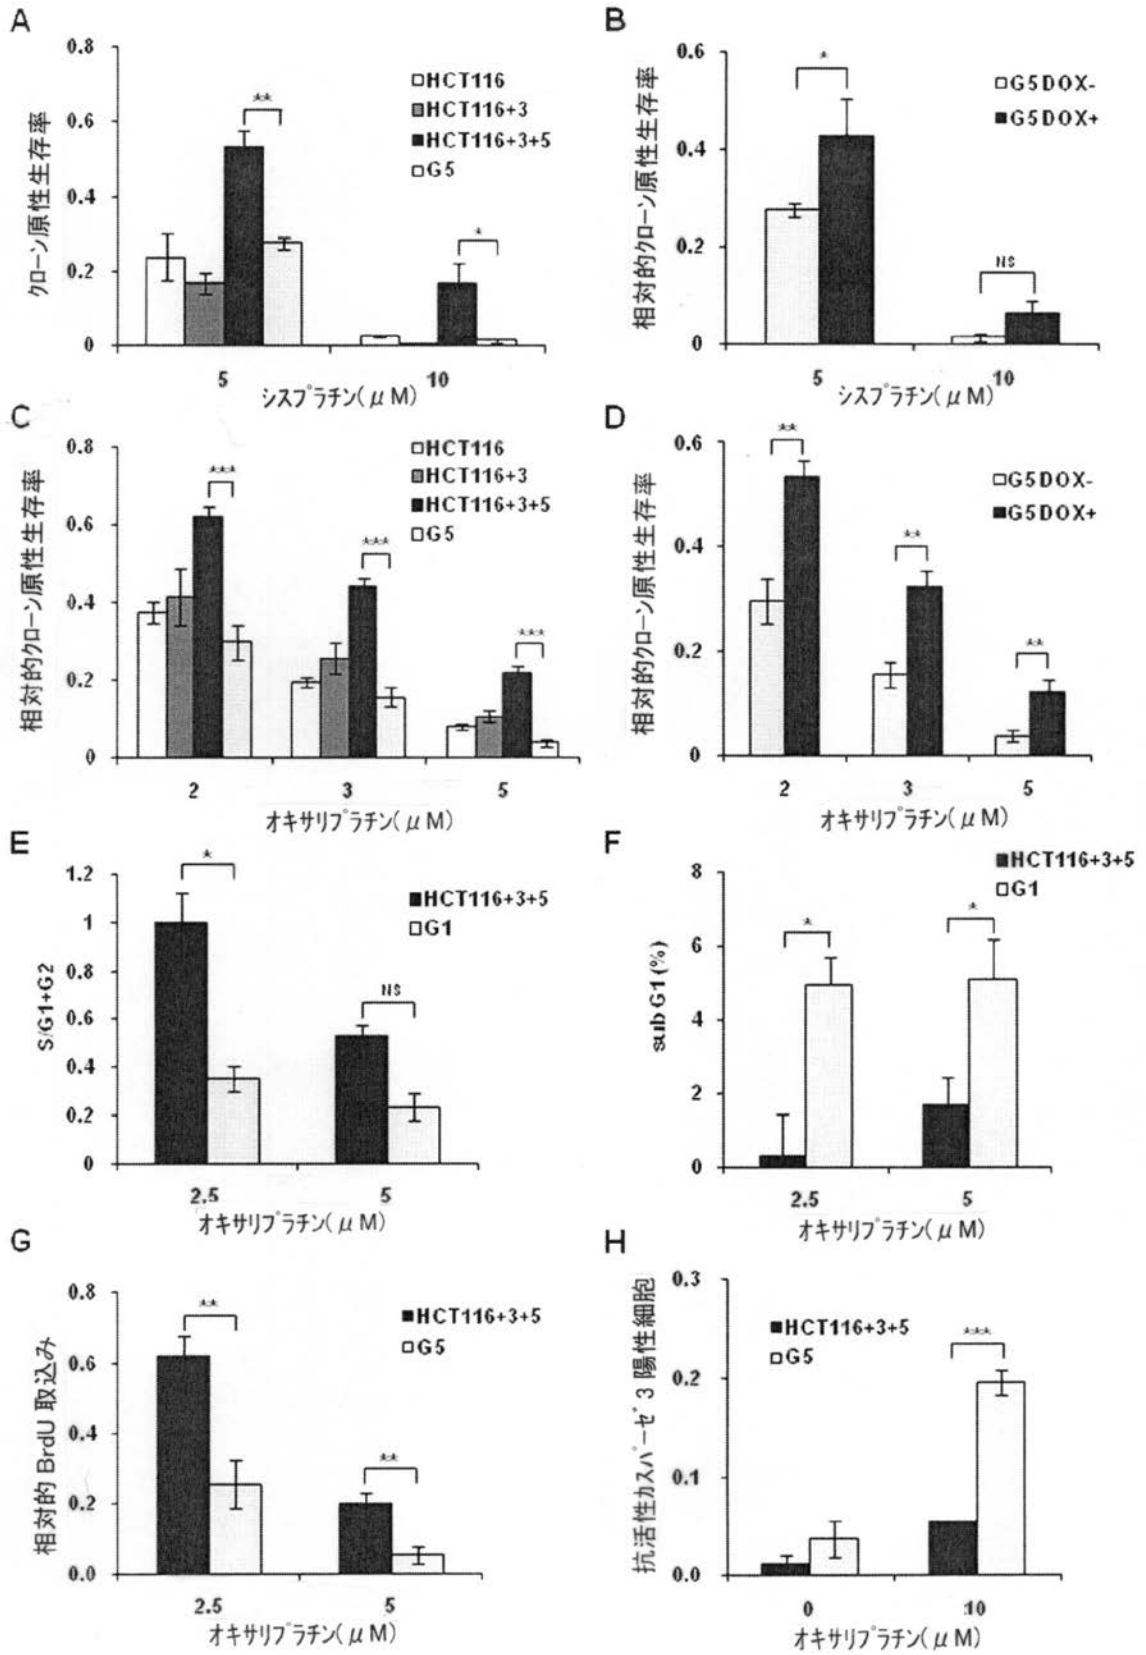 A
0.8
0.6
0.4
0.2
0
クローン原性生存率
**
*
HCT116
HCT116+3
HCT116+3+5
G5
5
10
シスプラチン(μM)
B
0.6
0.4
0.2
0
相対的クローン原性生存率
*
NS
G5DOX-
G5DOX+
5
10
シスプラチン(μM)
C
0.8
0.6
0.4
0.2
0
相対的クローン原性生存率
***
***
***
HCT116
HCT116+3
HCT116+3+5
G5
2
3
5
オキサリプラチン(μM)
D
0.6
0.4
0.2
0
相対的クローン原性生存率
**
**
**
G5DOX-
G5DOX+
2
3
5
オキサリプラチン(μM)
E
1.2
1
0.8
0.6
0.4
0.2
0
S/G1+G2
*
NS
HCT116+3+5
G1
2.5
5
オキサリプラチン(μM)
F
8
6
4
2
0
sub G1 (%)
*
*
HCT116+3+5
G1
2.5
5
オキサリプラチン(μM)
G
0.8
0.6
0.4
0.2
0.0
相対的 BrdU 取込み
**
**
HCT116+3+5
G5
2.5
5
オキサリプラチン(μM)
H
0.3
0.2
0.1
0.0
抗活性カスパーゼ3 陽性細胞
***
HCT116+3+5
G5
0
10
オキサリプラチン(μM)